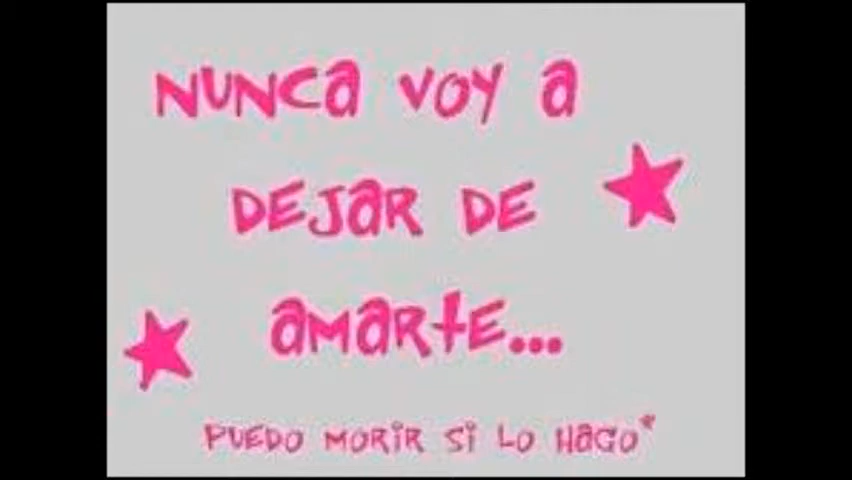 NUNCA VOY A
DEJAR DE
AMARTE...
PUEDO MORIR SI LO HAGO*